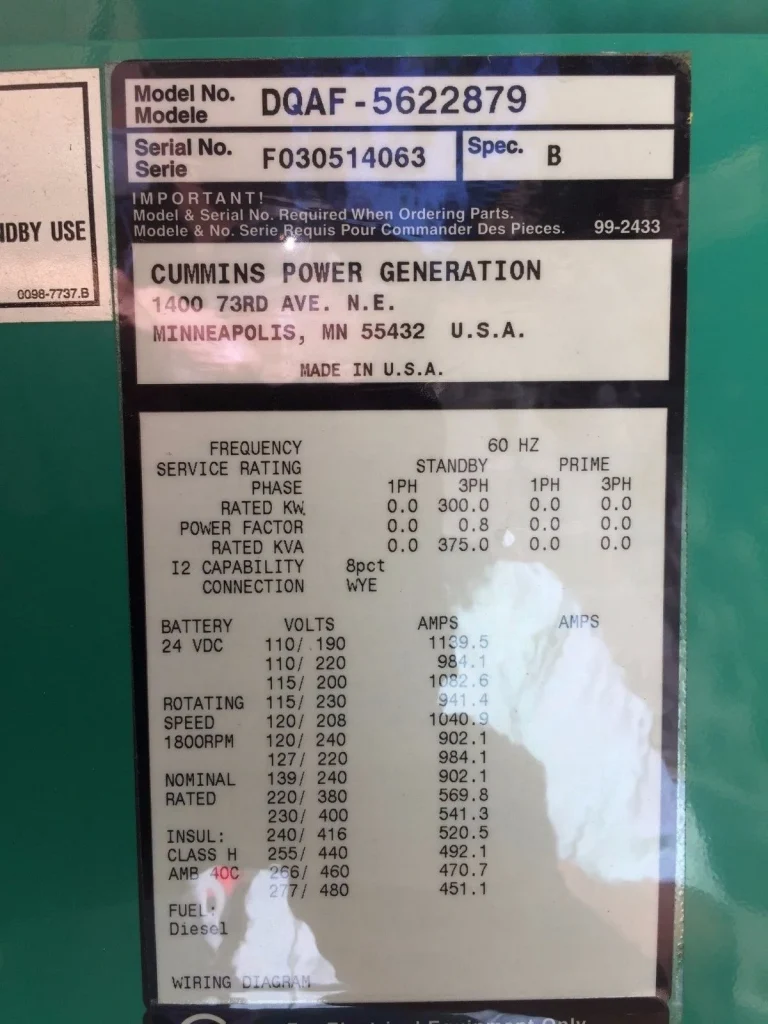 NDBY USE
0098-7737.B
Model No. DQAF-5622879
Modele
Serial No. F030514063 Spec. B
Serie
IMPORTANT!
Model & Serial No. Required When Ordering Parts.
Modele & No. Serie Requis Pour Commander Des Pieces. 99-2433
CUMMINS POWER GENERATION
1400 73RD AVE. N.E.
MINNEAPOLIS, MN 55432 U.S.A.
MADE IN U.S.A.
FREQUENCY 60 HZ
SERVICE RATING STANDBY PRIME
PHASE 1PH 3PH 1PH 3PH
RATED KW. 0.0 300.0 0.0 0.0
POWER FACTOR 0.0 0.8 0.0 0.0
RATED KVA 0.0 375.0 0.0 0.0
I2 CAPABILITY 8pct
CONNECTION WYE
BATTERY VOLTS AMPS AMPS
24 VDC 110/ 190 1139.5
110/ 220 984.1
115/ 200 1082.6
ROTATING 115/ 230 941.4
SPEED 120/ 208 1040.9
1800RPM 120/ 240 902.1
127/ 220 984.1
NOMINAL 139/ 240 902.1
RATED 220/ 380 569.8
230/ 400 541.3
INSUL: 240/ 416 520.5
CLASS H 255/ 440 492.1
AMB 40C 266/ 460 470.7
277/ 480 451.1
FUEL:
Diesel
WIRING DIAGRAM
For Electrical Equipment Only